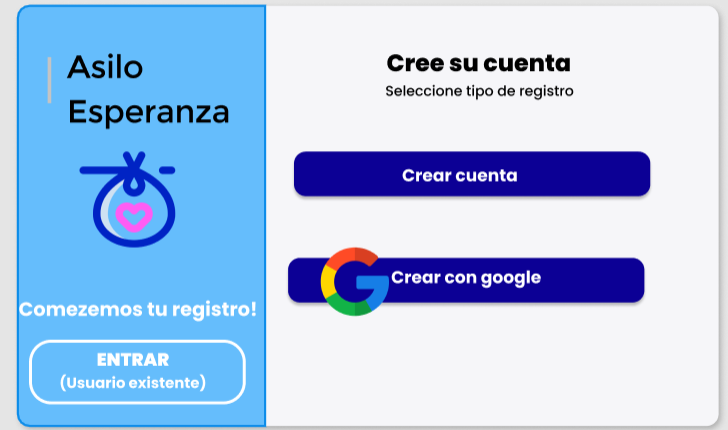 Asilo
Esperanza
Comezemos tu registro!
ENTRAR
(Usuario existente)
Cree su cuenta
Seleccione tipo de registro
Crear cuenta
Crear con google